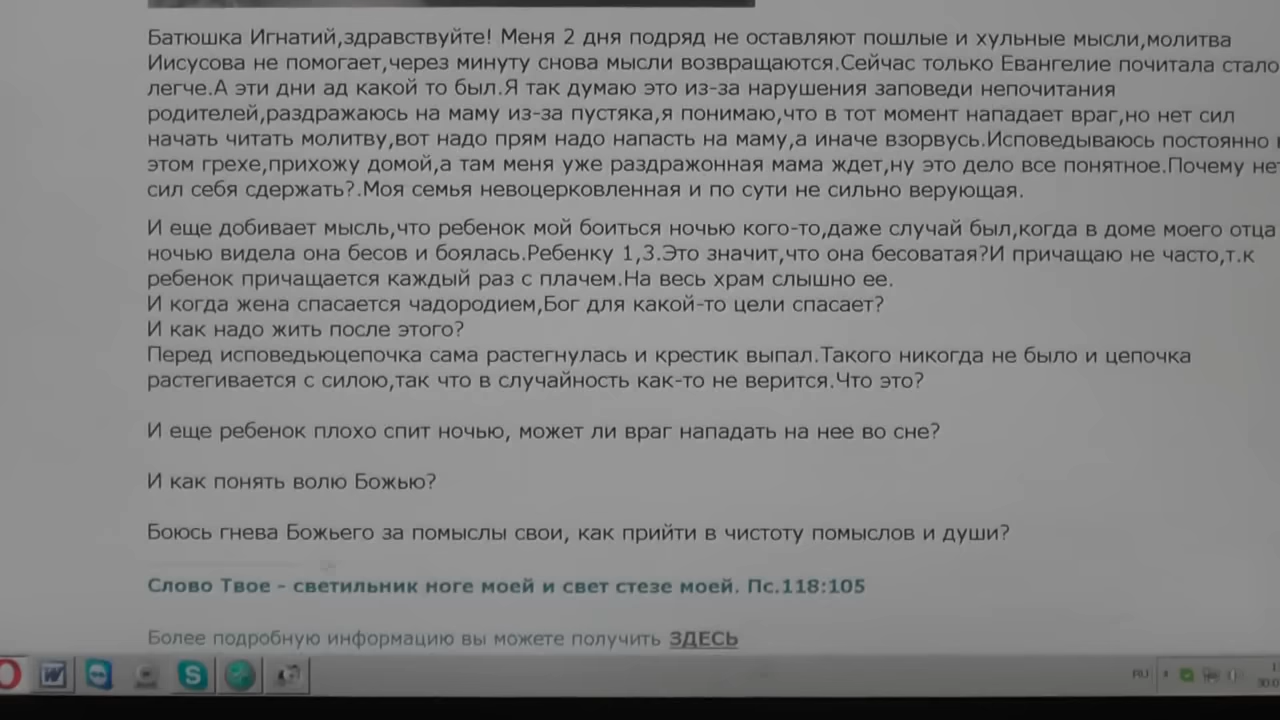 Батюшка Игнатий,здравствуйте! Меня 2 дня подряд не оставляют пошлые и хульные мысли,молитва
Иисусова не помогает,через минуту снова мысли возвращаются.Сейчас только Евангелие почитала стало
легче.А эти дни ад какой то был.Я так думаю это из-за нарушения заповеди непочитания
родителей,раздражаюсь на маму из-за пустяка,я понимаю,что в тот момент нападает враг,но нет сил
начать читать молитву,вот надо прям надо напасть на маму,а иначе взорвусь.Исповедываюсь постоянно
этом грехе,прихожу домой,а там меня уже раздражонная мама ждет,ну это дело все понятное.Почему нет
сил себя сдержать?.Моя семья невоцерковленная и по сути не сильно верующая.
И еще добивает мысль,что ребенок мой боиться ночью кого-то,даже случай был,когда в доме моего отца
ночью видела она бесов и боялась.Ребенку 1,3.Это значит,что она бесоватая?И причащаю не часто,т.к
ребенок причащается каждый раз с плачем.На весь храм слышно ее.
И когда жена спасается чадородием,Бог для какой-то цели спасает?
И как надо жить после этого?
Перед исповедьюцепочка сама растегнулась и крестик выпал.Такого никогда не было и цепочка
растегивается с силою,так что в случайность как-то не верится.Что это?
И еще ребенок плохо спит ночью, может ли враг нападать на нее во сне?
И как понять волю Божью?
Боюсь гнева Божьего за помыслы свои, как прийти в чистоту помыслов и души?
Слово Твое - светильник ноге моей и свет стезе моей. Пс.118:105
Более подробную информацию вы можете получить ЗДЕСЬ
RU